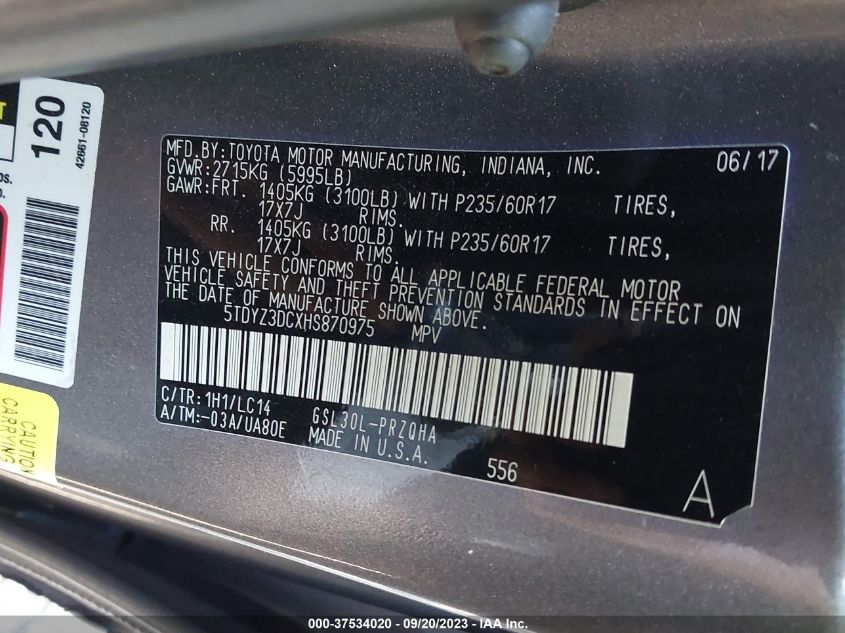 120
42661-08120
MFD.BY:TOYOTA MOTOR MANUFACTURING, INDIANA, INC. 06/17
GVWR:2715KG (5995LB)
GAWR:FRT. 1405KG (3100LB) WITH P235/60R17 TIRES,
17X7J RIMS.
RR. 1405KG (3100LB) WITH P235/60R17 TIRES,
17X7J RIMS.
THIS VEHICLE CONFORMS TO ALL APPLICABLE FEDERAL MOTOR
VEHICLE SAFETY AND THEFT PREVENTION STANDARDS IN EFFECT ON
THE DATE OF MANUFACTURE SHOWN ABOVE.
5TDYZ3DCXHS870975 MPV
C/TR:1H1/LC14
A/TM:-03A/UA80E GSL30L-PRZQHA
MADE IN U.S.A. 556
A
CAUTION
CARRYING
000-37534020 - 09/20/2023 - IAAI.com